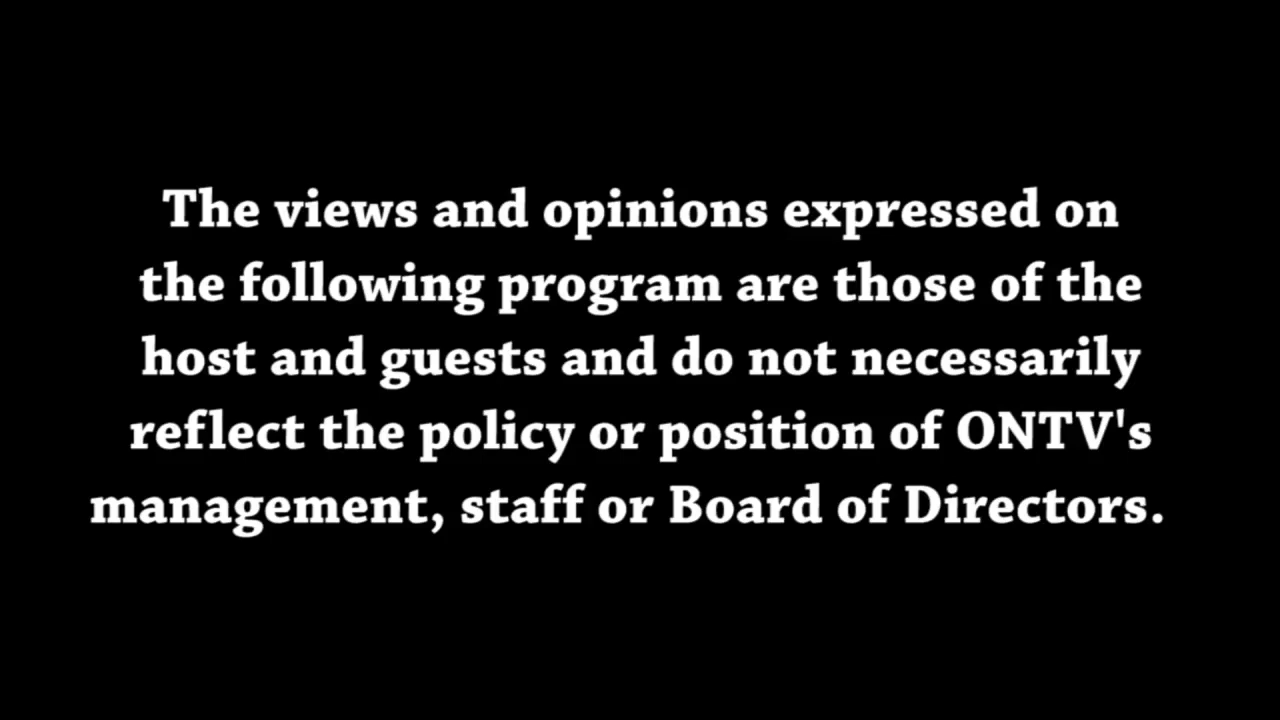 The views and opinions expressed on
the following program are those of the
host and guests and do not necessarily
reflect the policy or position of ONTV's
management, staff or Board of Directors.